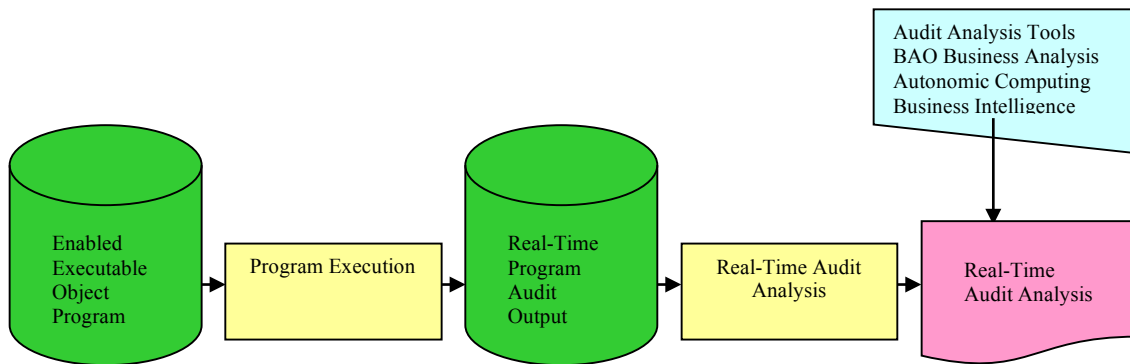 Audit Analysis Tools
BAO Business Analysis
Autonomic Computing
Business Intelligence
Enabled
Executable
Object
Program
Program Execution
Real-Time
Program
Audit
Output
Real-Time Audit
Analysis
Real-Time
Audit Analysis